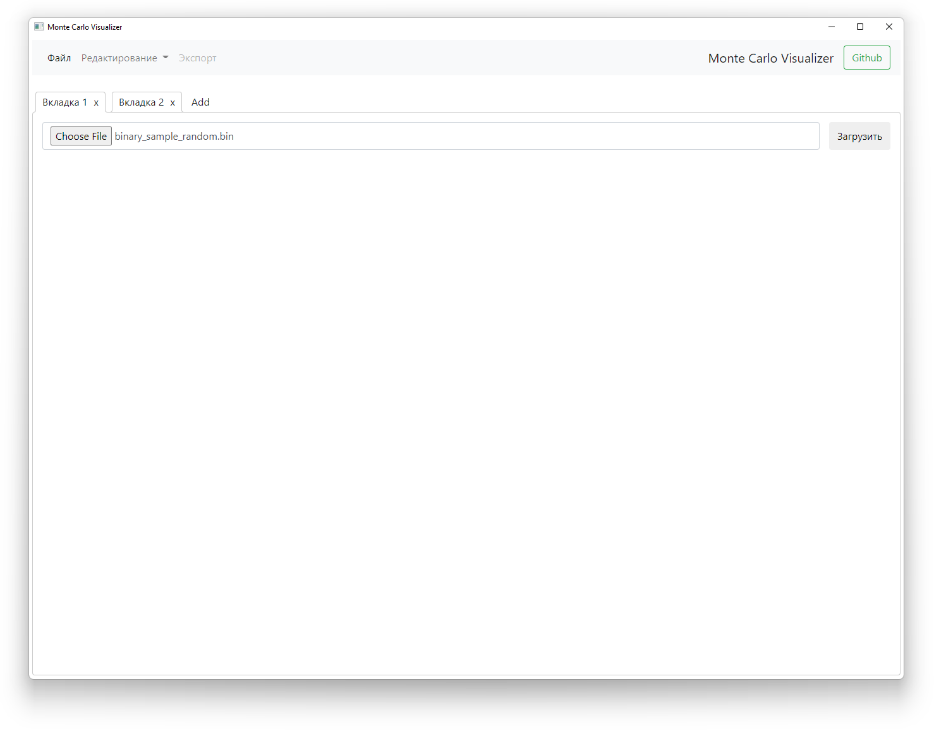 Monte Carlo Visualizer
Файл Редактирование Экспорт Monte Carlo Visualizer Github
Вкладка 1 x Вкладка 2 x Add
Choose File binary_sample_random.bin Загрузить